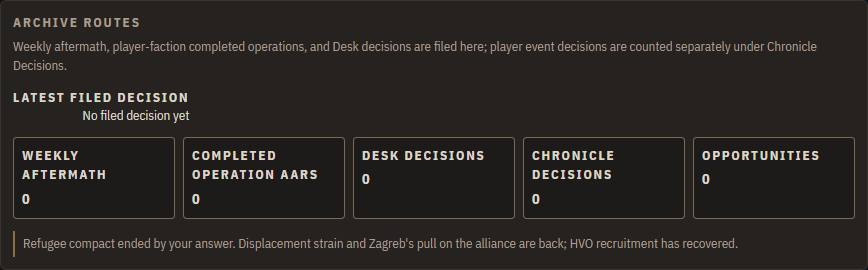 ARCHIVE ROUTES
Weekly aftermath, player-faction completed operations, and Desk decisions are filed here; player event decisions are counted separately under Chronicle
Decisions.
LATEST FILED DECISION
No filed decision yet
WEEKLY
AFTERMATH
0
COMPLETED
OPERATION AARS
0
DESK DECISIONS
0
CHRONICLE
DECISIONS
0
OPPORTUNITIES
0
Refugee compact ended by your answer. Displacement strain and Zagreb's pull on the alliance are back; HVO recruitment has recovered.